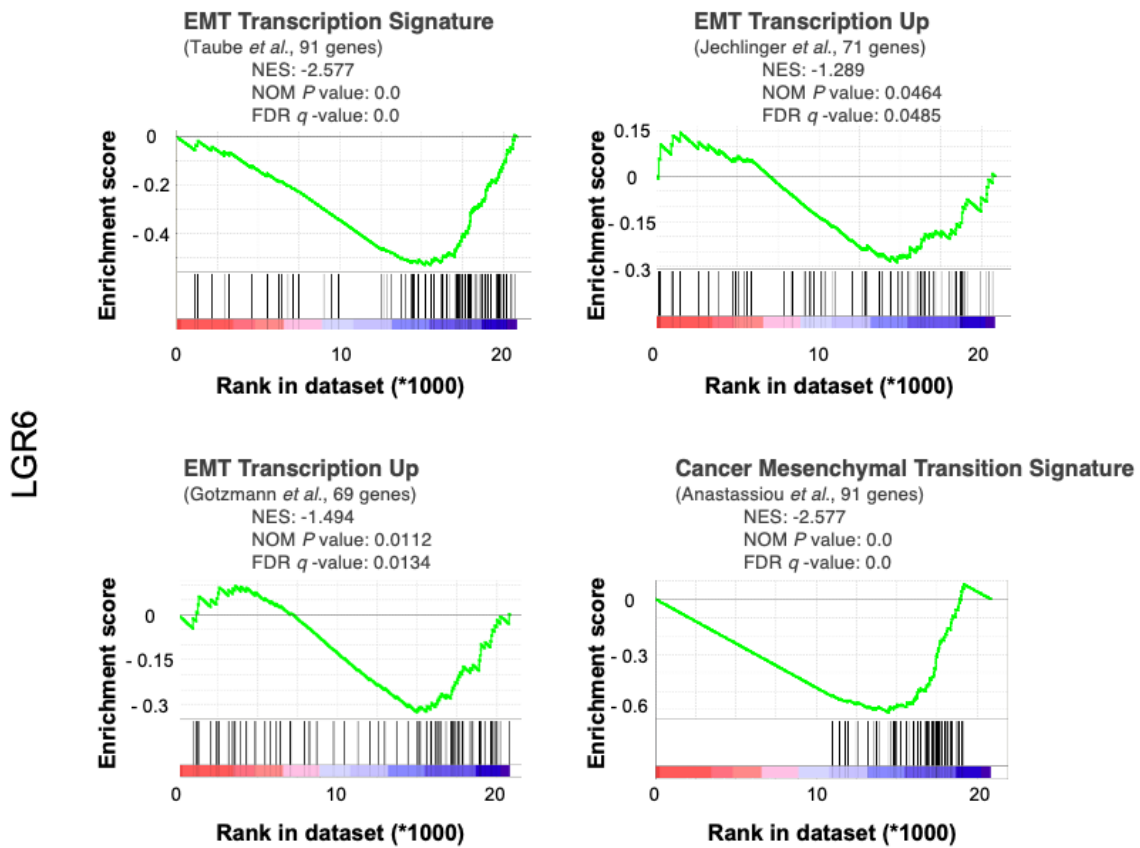 LGR6
EMT Transcription Signature
(Taube et al., 91 genes)
NES: -2.577
NOM P value: 0.0
FDR q -value: 0.0
Enrichment score
0
- 0.2
- 0.4
0
10
20
Rank in dataset (*1000)
EMT Transcription Up
(Jechlinger et al., 71 genes)
NES: -1.289
NOM P value: 0.0464
FDR q -value: 0.0485
Enrichment score
0.15
0
- 0.15
- 0.3
0
10
20
Rank in dataset (*1000)
EMT Transcription Up
(Gotzmann et al., 69 genes)
NES: -1.494
NOM P value: 0.0112
FDR q -value: 0.0134
Enrichment score
0
- 0.15
- 0.3
0
10
20
Rank in dataset (*1000)
Cancer Mesenchymal Transition Signature
(Anastassiou et al., 91 genes)
NES: -2.577
NOM P value: 0.0
FDR q -value: 0.0
Enrichment score
0
- 0.3
- 0.6
0
10
20
Rank in dataset (*1000)